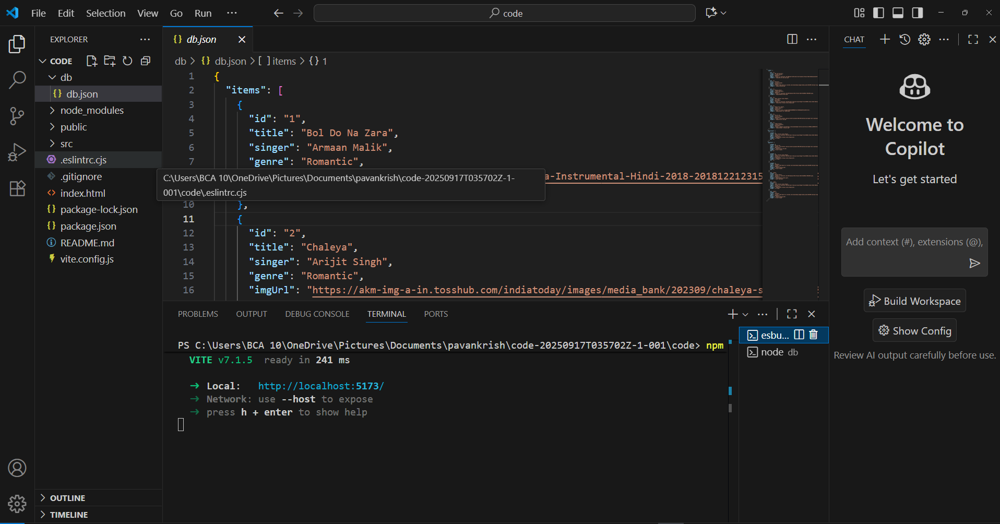 File Edit Selection View Go Run ···
code
EXPLORER ···
CODE
db
{} db.json
node_modules
public
src
.eslintrc.cjs
.gitignore
index.html
{} package-lock.json
{} package.json
README.md
vite.config.js
OUTLINE
TIMELINE
{} db.json
db > {} db.json > [ ] items > {} 1
1 {
2 "items": [
3 {
4 "id": "1",
5 "title": "Bol Do Na Zara",
6 "singer": "Armaan Malik",
7 "genre": "Romantic",
a-Instrumental-Hindi-2018-201812212315
C:\Users\BCA 10\OneDrive\Pictures\Documents\pavankrish\code-20250917T035702Z-1-
001\code\.eslintrc.cjs
10 },
11 {
12 "id": "2",
13 "title": "Chaleya",
14 "singer": "Arijit Singh",
15 "genre": "Romantic",
16 "imgUrl": "https://akm-img-a-in.tosshub.com/indiatoday/images/media_bank/202309/chaleya-s
PROBLEMS OUTPUT DEBUG CONSOLE TERMINAL PORTS
PS C:\Users\BCA 10\OneDrive\Pictures\Documents\pavankrish\code-20250917T035702Z-1-001\code> npm
VITE v7.1.5 ready in 241 ms
➜ Local: http://localhost:5173/
➜ Network: use --host to expose
➜ press h + enter to show help
esbu...
node db
CHAT
Welcome to
Copilot
Let's get started
Add context (#), extensions (@),
Build Workspace
Show Config
Review AI output carefully before use.